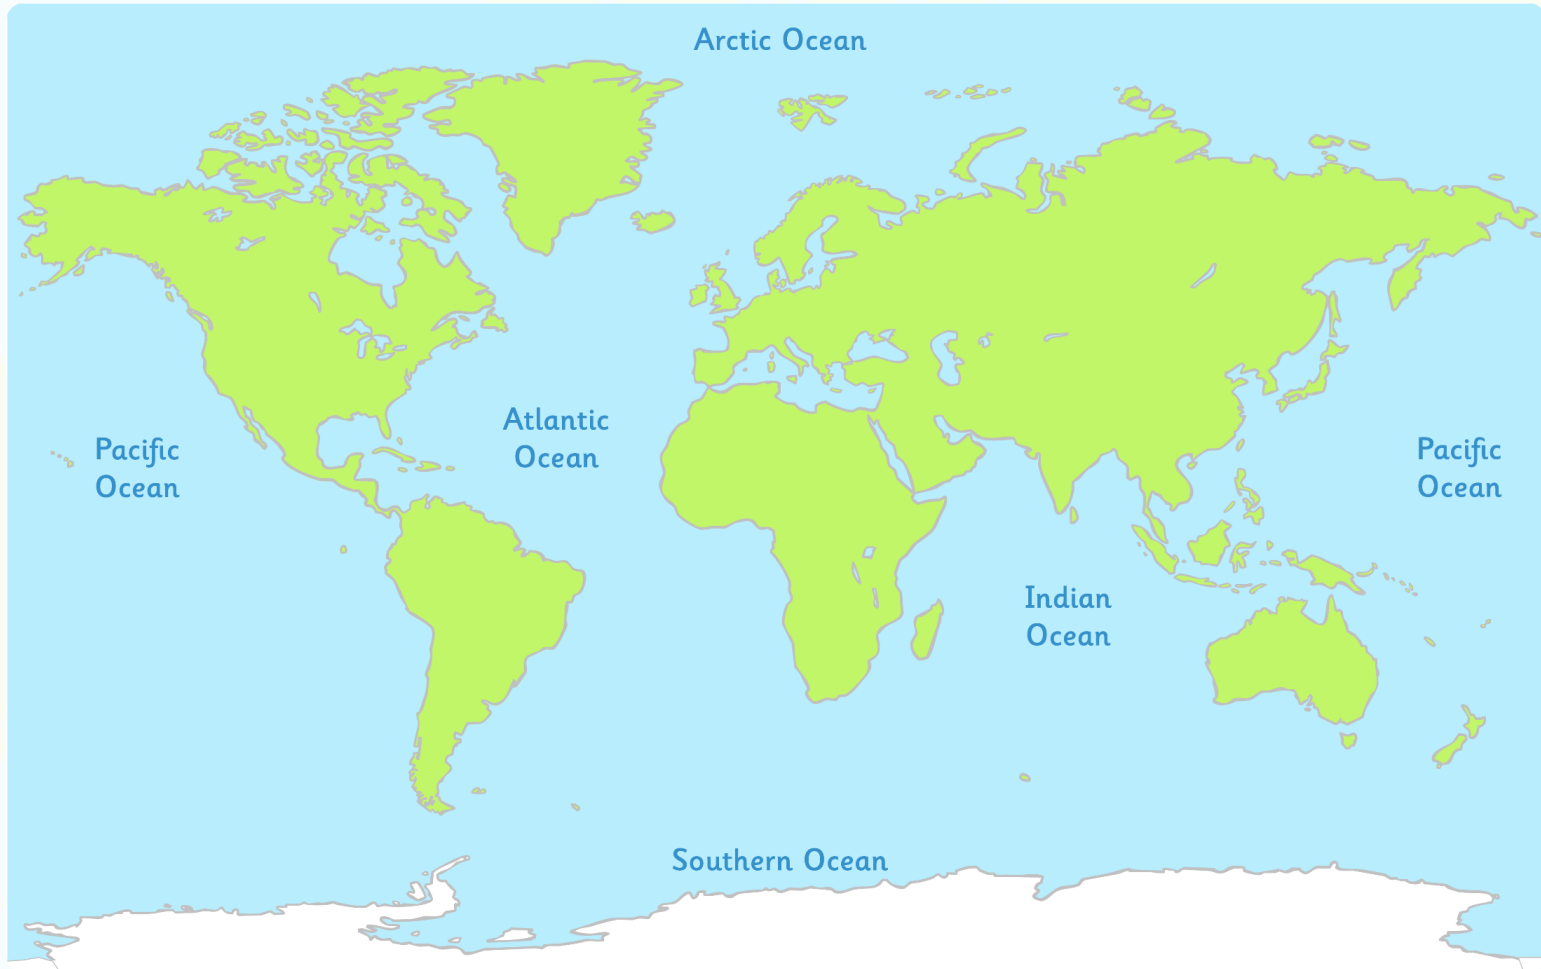 Arctic Ocean
Atlantic
Ocean
Pacific
Ocean
Pacific
Ocean
Indian
Ocean
Southern Ocean